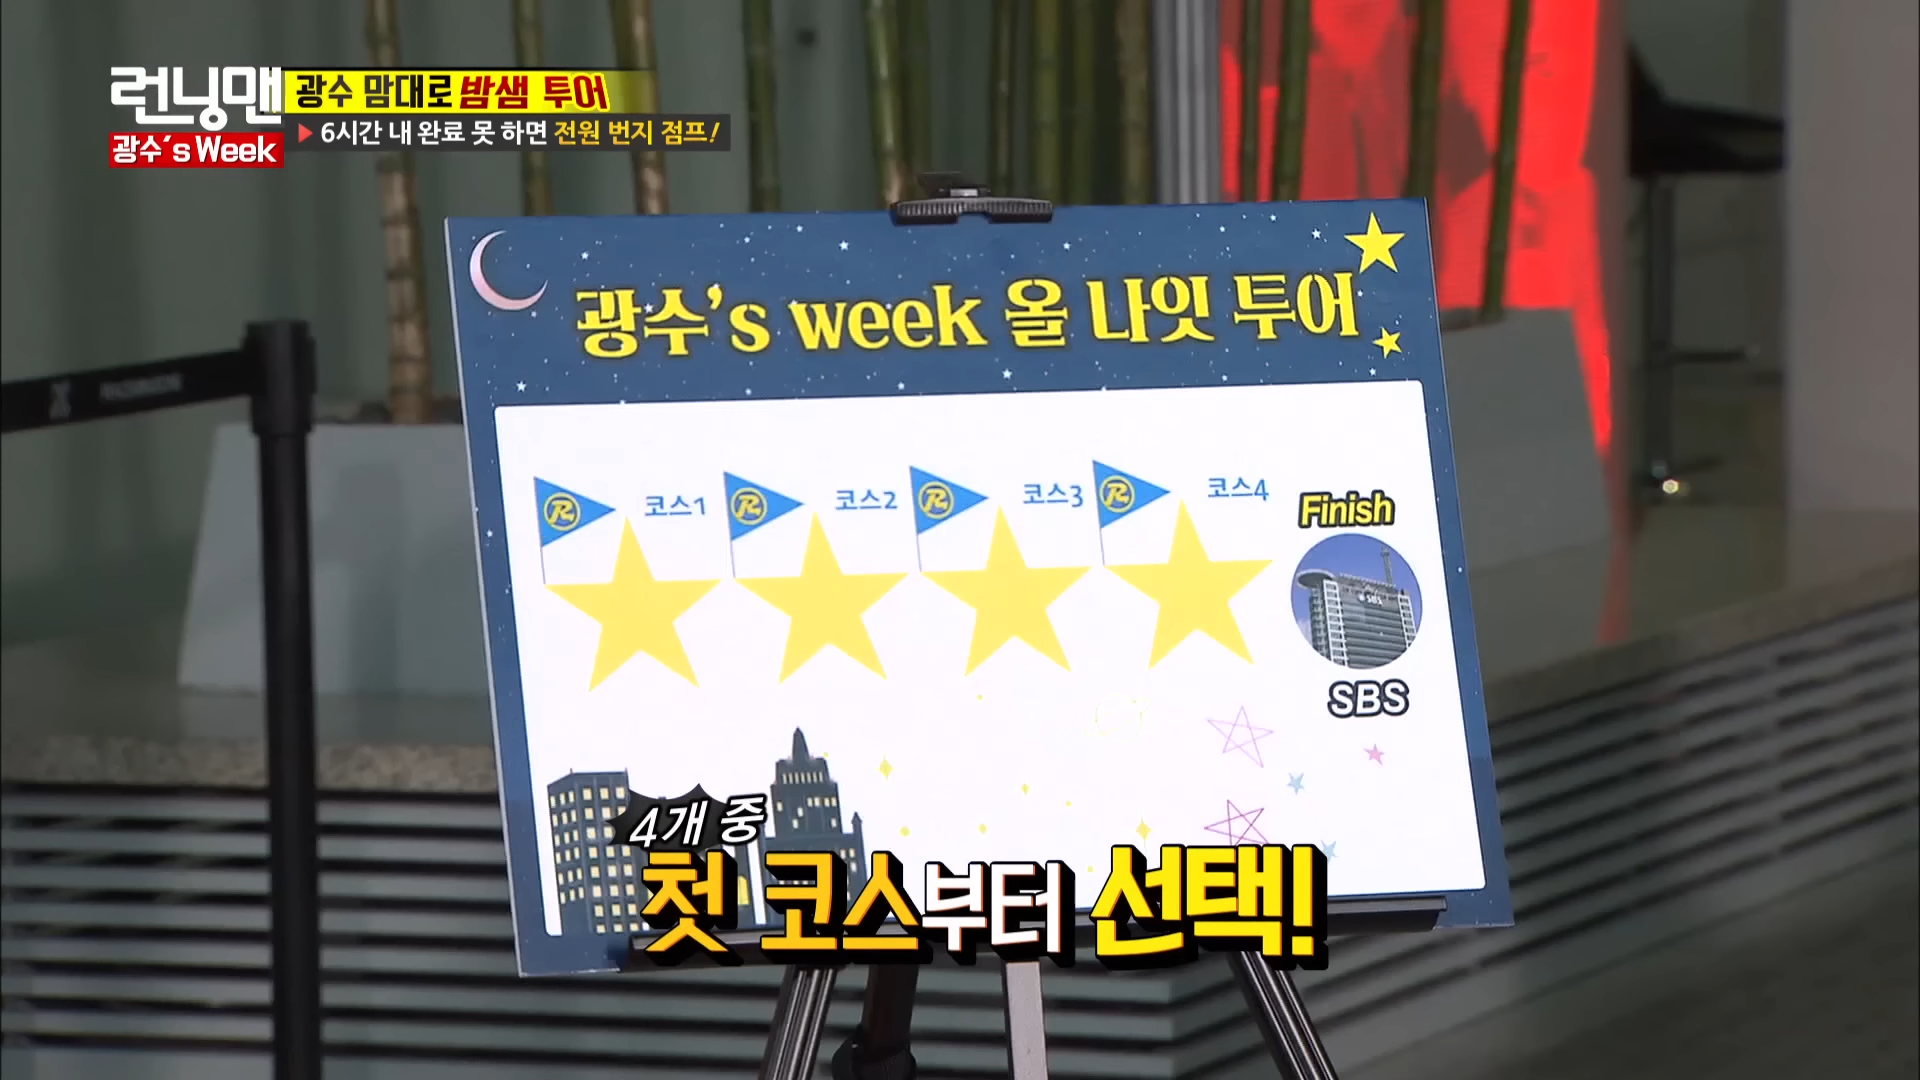 런닝맨
광수's Week
광수 맘대로 밤샘 투어
▶ 6시간 내 완료 못 하면 전원 번지 점프!
광수's week 올 나잇 투어
R 코스1
R 코스2
R 코스3
R 코스4
Finish
SBS
SBS
4개 중
첫 코스부터 선택!